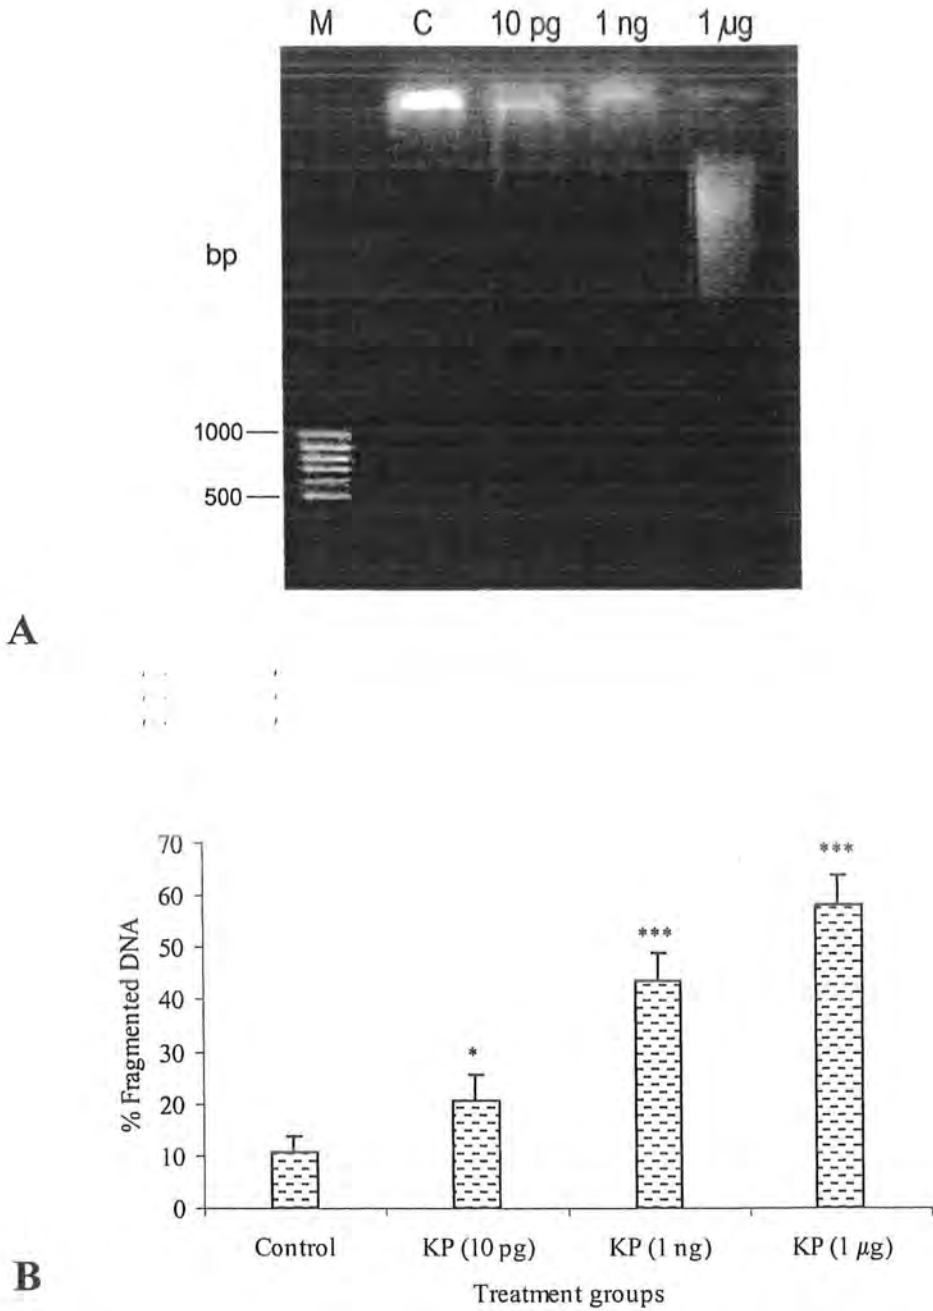 M C 10 pg 1 ng 1 µg
bp
1000
500
A
70
60
50
40
30
20
10
0
% Fragmented DNA
*
***
***
Control KP (10 pg) KP (1 ng) KP (1 µg)
Treatment groups
B